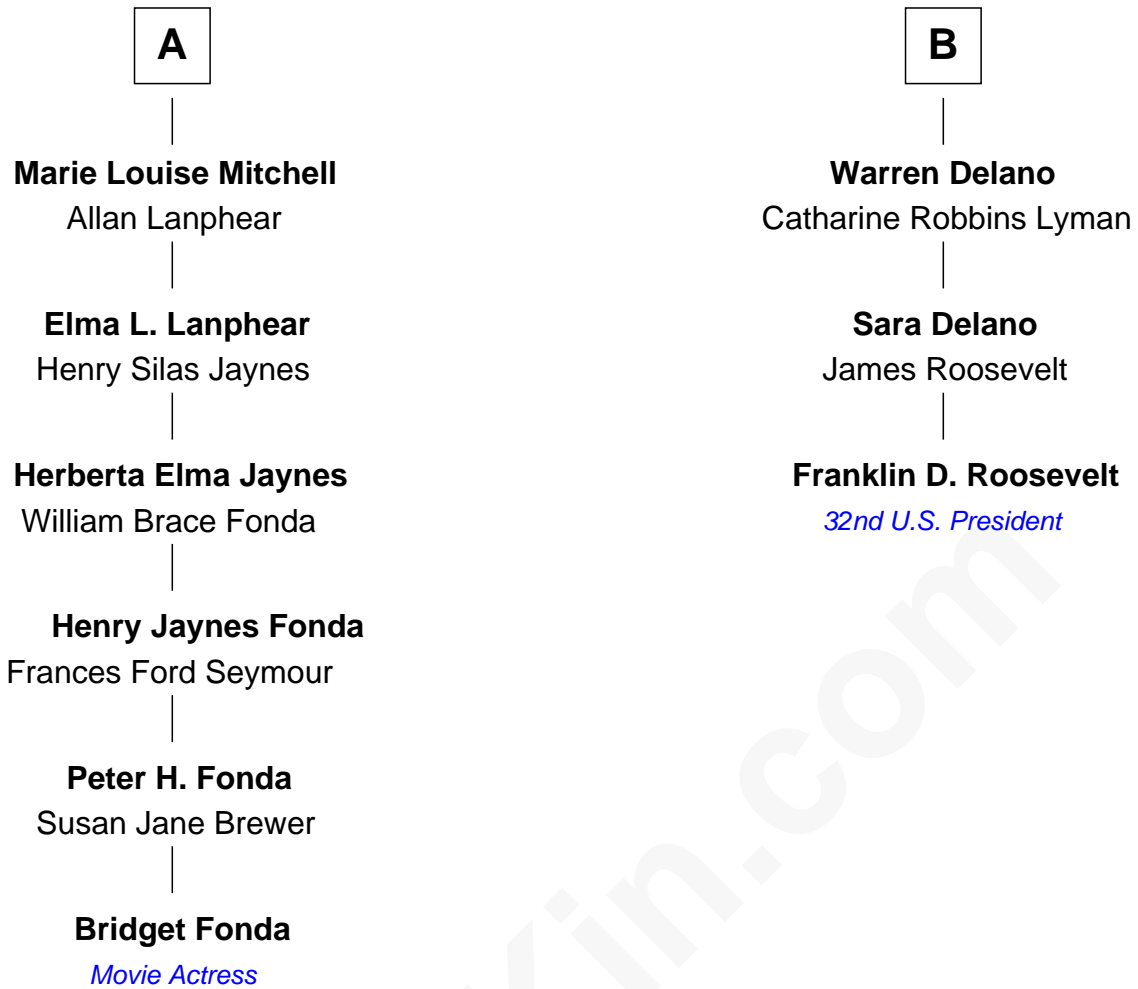 A
Marie Louise Mitchell
Allan Lanphear
Elma L. Lanphear
Henry Silas Jaynes
Herberta Elma Jaynes
William Brace Fonda
Henry Jaynes Fonda
Frances Ford Seymour
Peter H. Fonda
Susan Jane Brewer
Bridget Fonda
Movie Actress
B
Warren Delano
Catharine Robbins Lyman
Sara Delano
James Roosevelt
Franklin D. Roosevelt
32nd U.S. President
Kin.com